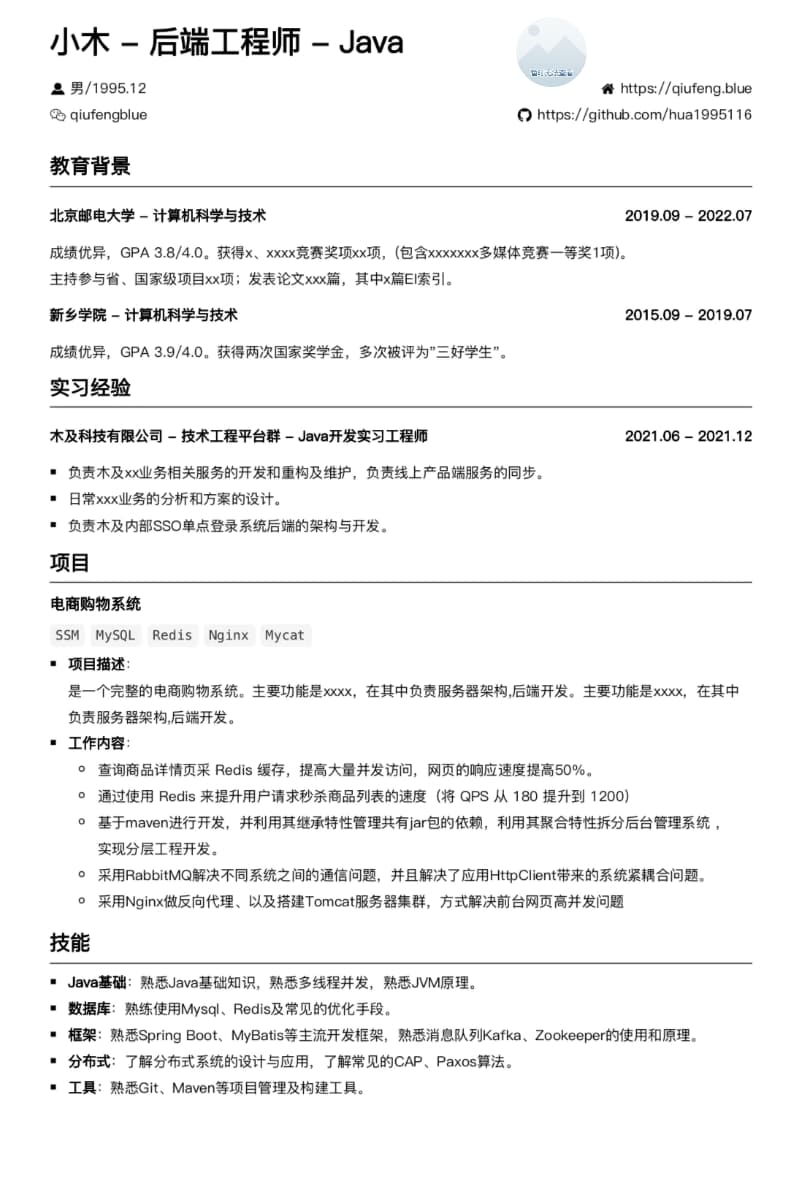 小木 – 后端工程师 – Java
男/1995.12
https://qiufeng.blue
qiufengblue
https://github.com/hua1995116
教育背景
北京邮电大学 – 计算机科学与技术 2019.09 – 2022.07
成绩优异，GPA 3.8/4.0。获得x、xxxx竞赛奖项xx项，(包含xxxxxxx多媒体竞赛一等奖1项)。
主持参与省、国家级项目xx项；发表论文xxx篇，其中x篇EI索引。
新乡学院 – 计算机科学与技术 2015.09 – 2019.07
成绩优异，GPA 3.9/4.0。获得两次国家奖学金，多次被评为”三好学生”。
实习经验
木及科技有限公司 – 技术工程平台群 – Java开发实习工程师 2021.06 – 2021.12
▪ 负责木及xx业务相关服务的开发和重构及维护，负责线上产品端服务的同步。
▪ 日常xxx业务的分析和方案的设计。
▪ 负责木及内部SSO单点登录系统后端的架构与开发。
项目
电商购物系统
SSM MySQL Redis Nginx Mycat
▪ 项目描述：
是一个完整的电商购物系统。主要功能是xxxx，在其中负责服务器架构,后端开发。主要功能是xxxx，在其中
负责服务器架构,后端开发。
▪ 工作内容：
◦ 查询商品详情页采 Redis 缓存，提高大量并发访问，网页的响应速度提高50%。
◦ 通过使用 Redis 来提升用户请求秒杀商品列表的速度（将 QPS 从 180 提升到 1200）
◦ 基于maven进行开发，并利用其继承特性管理共有jar包的依赖，利用其聚合特性拆分后台管理系统 ，
实现分层工程开发。
◦ 采用RabbitMQ解决不同系统之间的通信问题，并且解决了应用HttpClient带来的系统紧耦合问题。
◦ 采用Nginx做反向代理、以及搭建Tomcat服务器集群，方式解决前台网页高并发问题
技能
▪ Java基础：熟悉Java基础知识，熟悉多线程并发，熟悉JVM原理。
▪ 数据库：熟练使用Mysql、Redis及常见的优化手段。
▪ 框架：熟悉Spring Boot、MyBatis等主流开发框架，熟悉消息队列Kafka、Zookeeper的使用和原理。
▪ 分布式：了解分布式系统的设计与应用，了解常见的CAP、Paxos算法。
▪ 工具：熟悉Git、Maven等项目管理及构建工具。